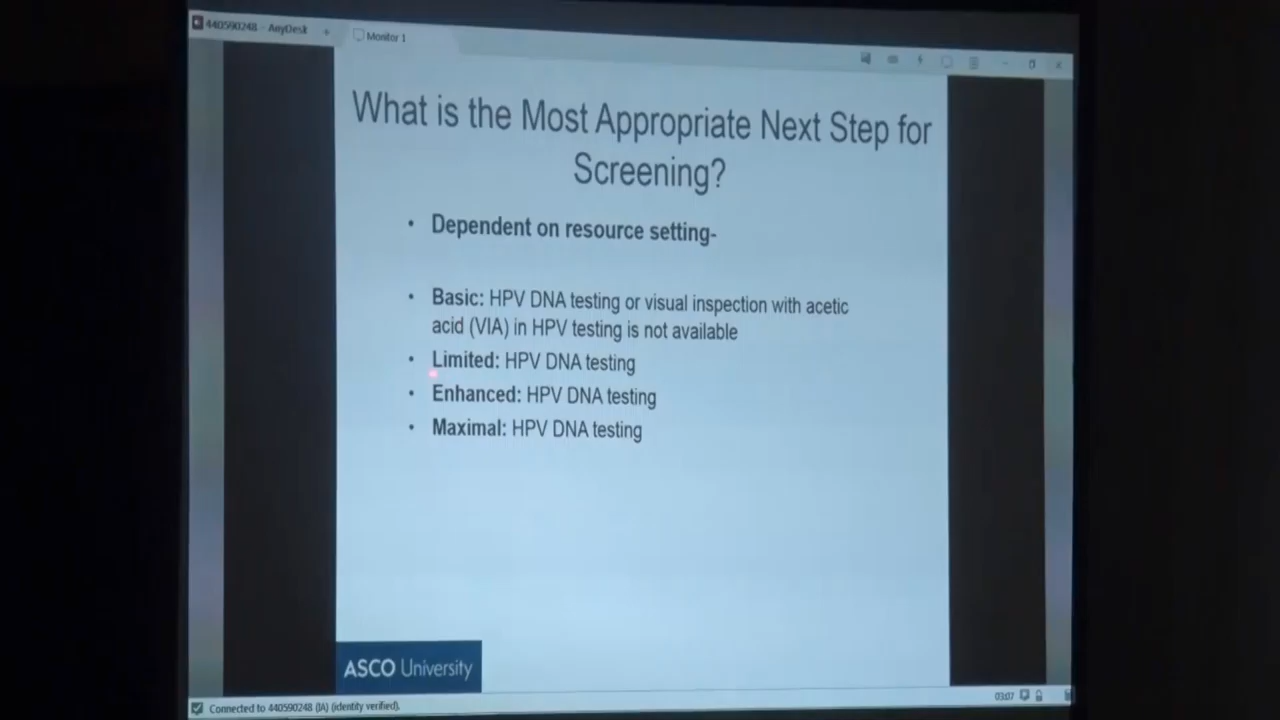 440590248 - AnyDesk
+
Monitor 1
What is the Most Appropriate Next Step for
Screening?
• Dependent on resource setting-
• Basic: HPV DNA testing or visual inspection with acetic
acid (VIA) in HPV testing is not available
• Limited: HPV DNA testing
• Enhanced: HPV DNA testing
• Maximal: HPV DNA testing
ASCO University
Connected to 440590248 (IA) (identity verified).
03:07